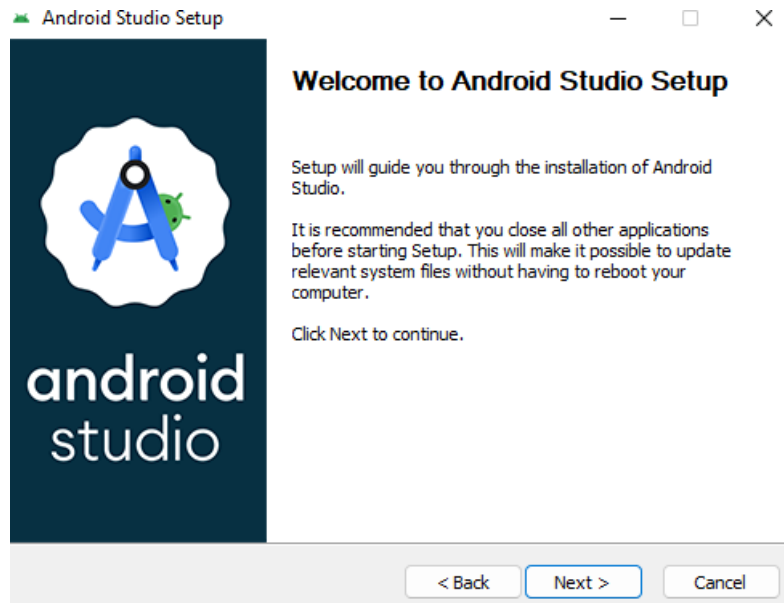 Android Studio Setup
Welcome to Android Studio Setup
Setup will guide you through the installation of Android
Studio.
It is recommended that you close all other applications
before starting Setup. This will make it possible to update
relevant system files without having to reboot your
computer.
Click Next to continue.
android
studio
< Back
Next >
Cancel